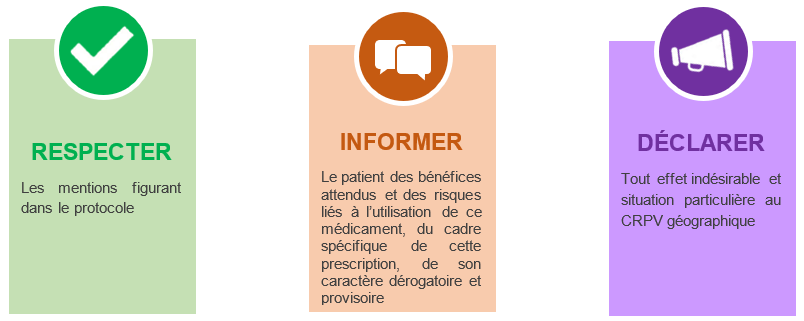 RESPECTER
Les mentions figurant
dans le protocole
INFORMER
Le patient des bénéfices
attendus et des risques
liés à l’utilisation de ce
médicament, du cadre
spécifique de cette
prescription, de son
caractère dérogatoire et
provisoire
DÉCLARER
Tout effet indésirable et
situation particulière au
CRPV géographique